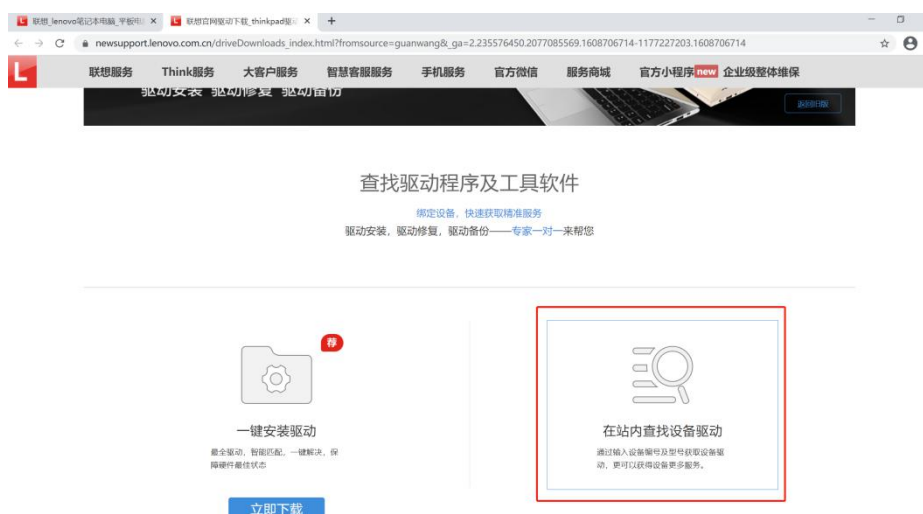 联想_lenovo笔记本电脑_平板电脑
联想官网驱动下载_thinkpad驱
newsupport.lenovo.com.cn/driveDownloads_index.html?fromsource=guanwang&_ga=2.235576450.2077085569.1608706714-1177227203.1608706714
L
联想服务 Think服务 大客户服务 智慧客服服务 手机服务 官方微信 服务商城 官方小程序 new 企业级整体维保
驱动安装 驱动修复 驱动备份
返回旧版
查找驱动程序及工具软件
绑定设备，快速获取精准服务
驱动安装，驱动修复，驱动备份——专家一对一来帮您
荐
一键安装驱动
最全驱动，智能匹配，一键解决，保
障硬件最佳状态
立即下载
在站内查找设备驱动
通过输入设备编号及型号获取设备驱
动，更可以获得设备更多服务。